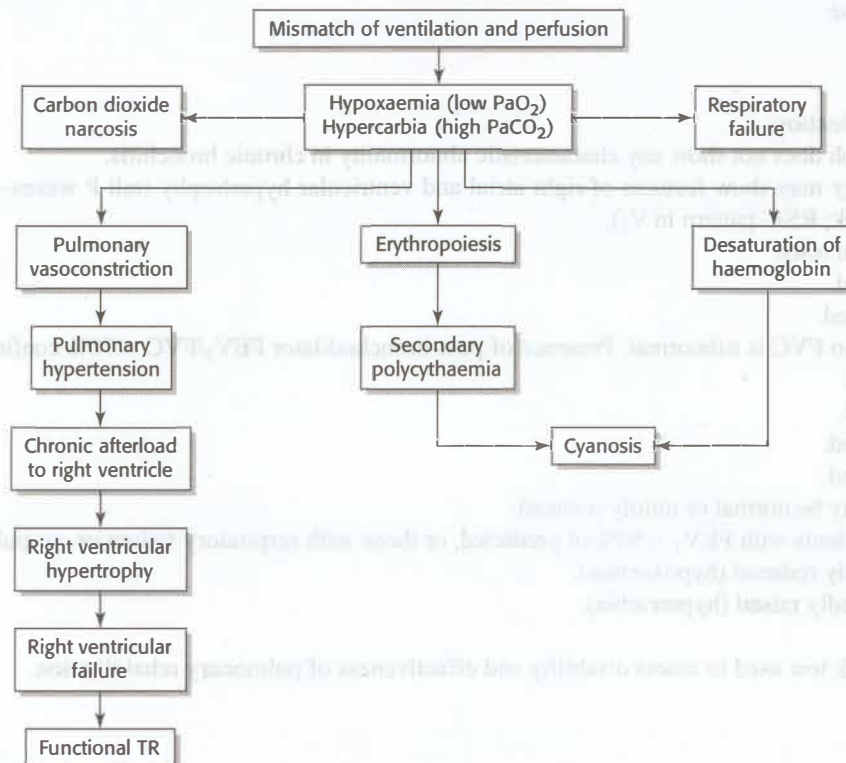 Mismatch of ventilation and perfusion
Carbon dioxide
narcosis
Hypoxaemia (low PaO₂)
Hypercarbia (high PaCO₂)
Respiratory
failure
Pulmonary
vasoconstriction
Erythropoiesis
Desaturation of
haemoglobin
Pulmonary
hypertension
Secondary
polycythaemia
Chronic afterload
to right ventricle
Cyanosis
Right ventricular
hypertrophy
Right ventricular
failure
Functional TR